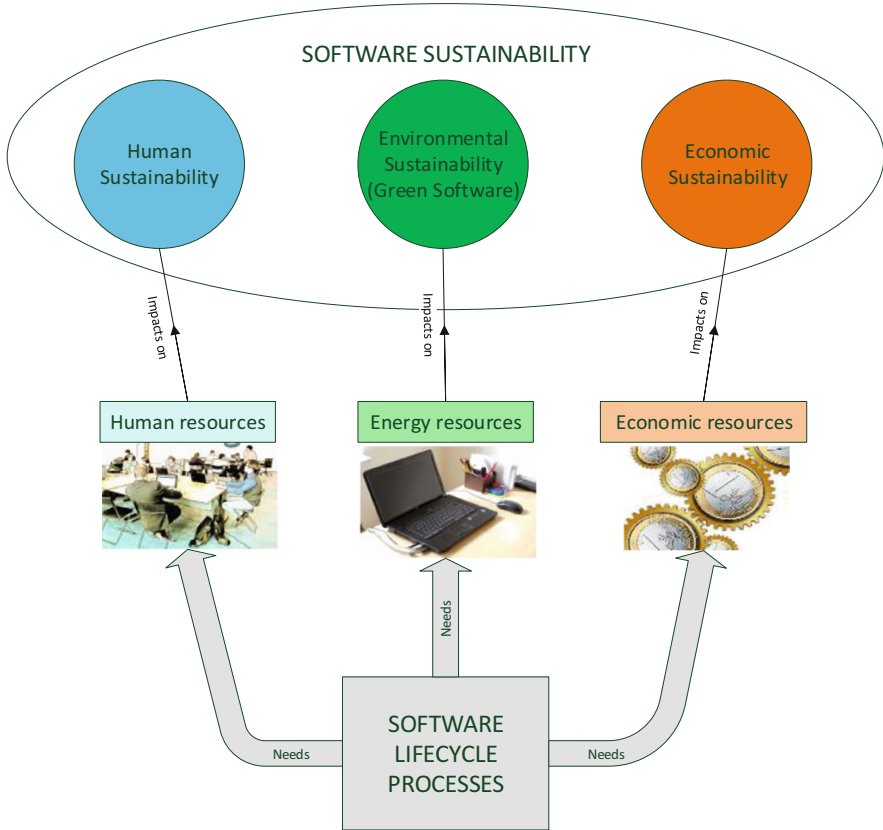 SOFTWARE SUSTAINABILITY
Human
Sustainability
Environmental
Sustainability
(Green Software)
Economic
Sustainability
Impacts on
Impacts on
Impacts on
Human resources
Energy resources
Economic resources
Needs
Needs
Needs
SOFTWARE
LIFECYCLE
PROCESSES